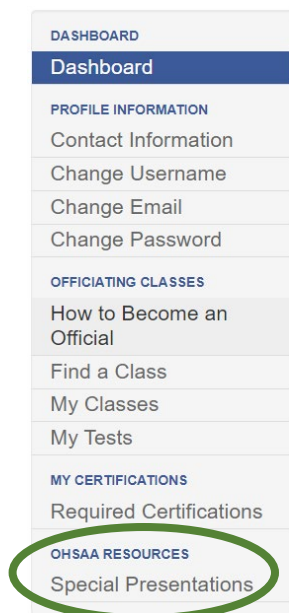 DASHBOARD
Dashboard
PROFILE INFORMATION
Contact Information
Change Username
Change Email
Change Password
OFFICIATING CLASSES
How to Become an
Official
Find a Class
My Classes
My Tests
MY CERTIFICATIONS
Required Certifications
OHSAA RESOURCES
Special Presentations